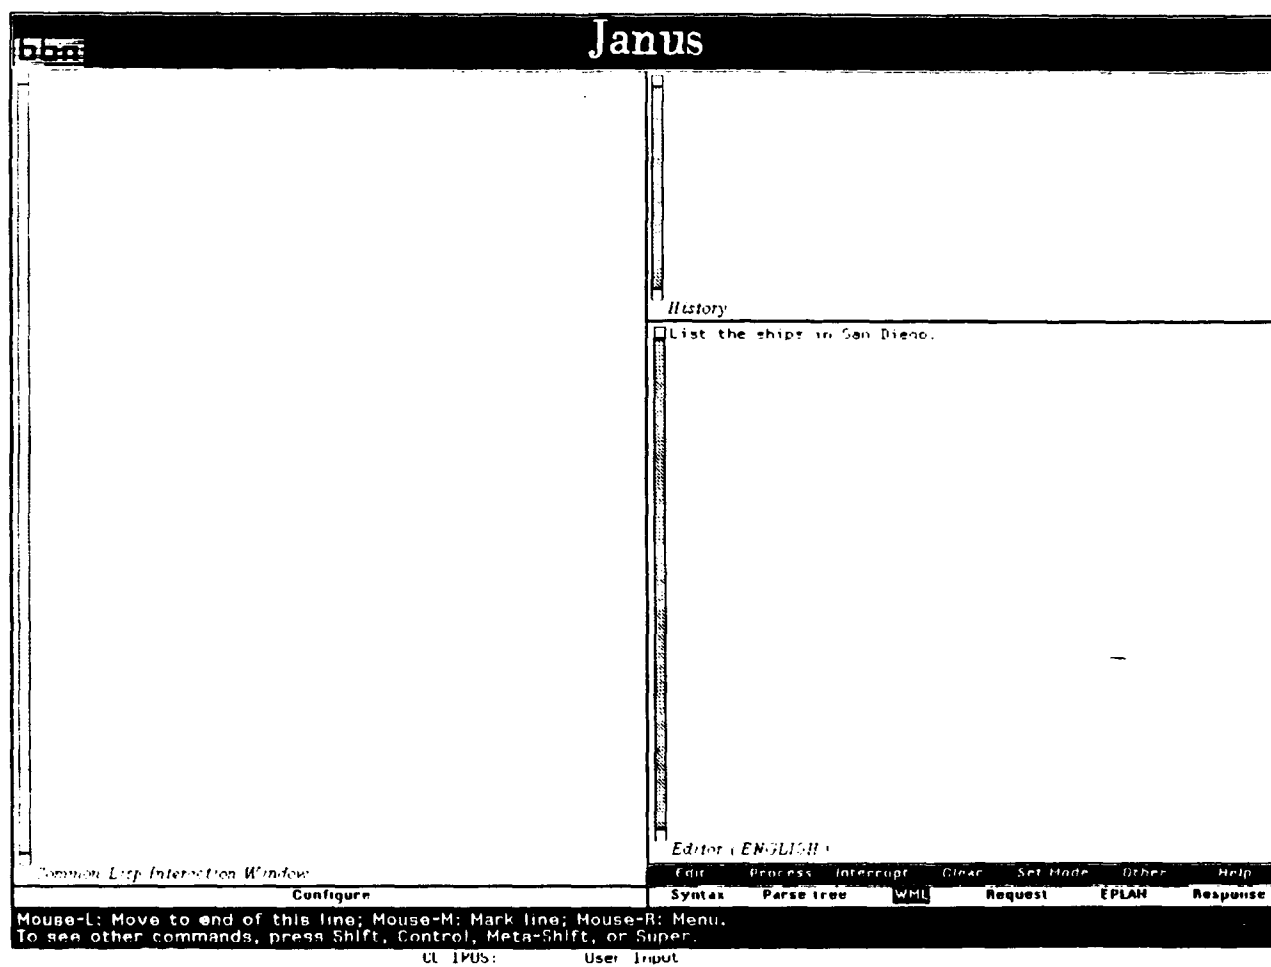 bbn
Janus
History
List the ships in San Diego.
Editor (ENGLISH)
Common Lisp Interaction Window
Edit Process Interrupt Clear Set Mode Other Help
Configure
Syntax Parse tree WML Request EPLAN Response
Mouse-L: Move to end of this line; Mouse-M: Mark line; Mouse-R: Menu.
To see other commands, press Shift, Control, Meta-Shift, or Super.
User Input